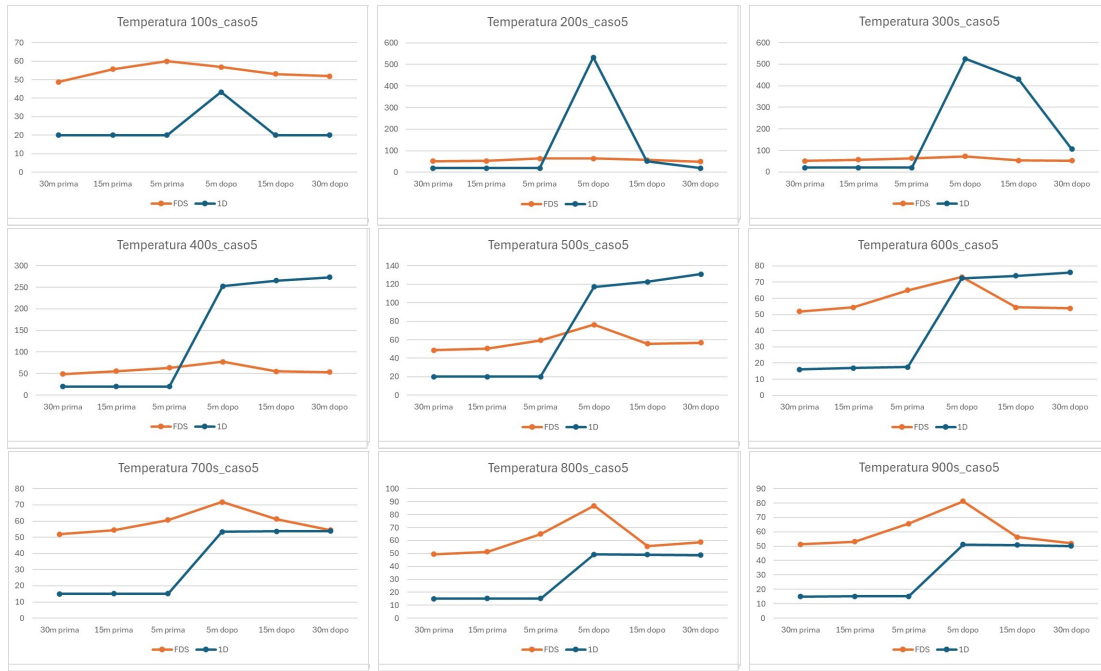 Temperatura 100s_caso5
70
60
50
40
30
20
10
0
30m prima 15m prima 5m prima 5m dopo 15m dopo 30m dopo
FDS 1D
Temperatura 200s_caso5
600
500
400
300
200
100
0
30m prima 15m prima 5m prima 5m dopo 15m dopo 30m dopo
FDS 1D
Temperatura 300s_caso5
600
500
400
300
200
100
0
30m prima 15m prima 5m prima 5m dopo 15m dopo 30m dopo
FDS 1D
Temperatura 400s_caso5
300
250
200
150
100
50
0
30m prima 15m prima 5m prima 5m dopo 15m dopo 30m dopo
FDS 1D
Temperatura 500s_caso5
140
120
100
80
60
40
20
0
30m prima 15m prima 5m prima 5m dopo 15m dopo 30m dopo
FDS 1D
Temperatura 600s_caso5
80
70
60
50
40
30
20
10
0
30m prima 15m prima 5m prima 5m dopo 15m dopo 30m dopo
FDS 1D
Temperatura 700s_caso5
80
70
60
50
40
30
20
10
0
30m prima 15m prima 5m prima 5m dopo 15m dopo 30m dopo
FDS 1D
Temperatura 800s_caso5
100
90
80
70
60
50
40
30
20
10
0
30m prima 15m prima 5m prima 5m dopo 15m dopo 30m dopo
FDS 1D
Temperatura 900s_caso5
90
80
70
60
50
40
30
20
10
0
30m prima 15m prima 5m prima 5m dopo 15m dopo 30m dopo
FDS 1D